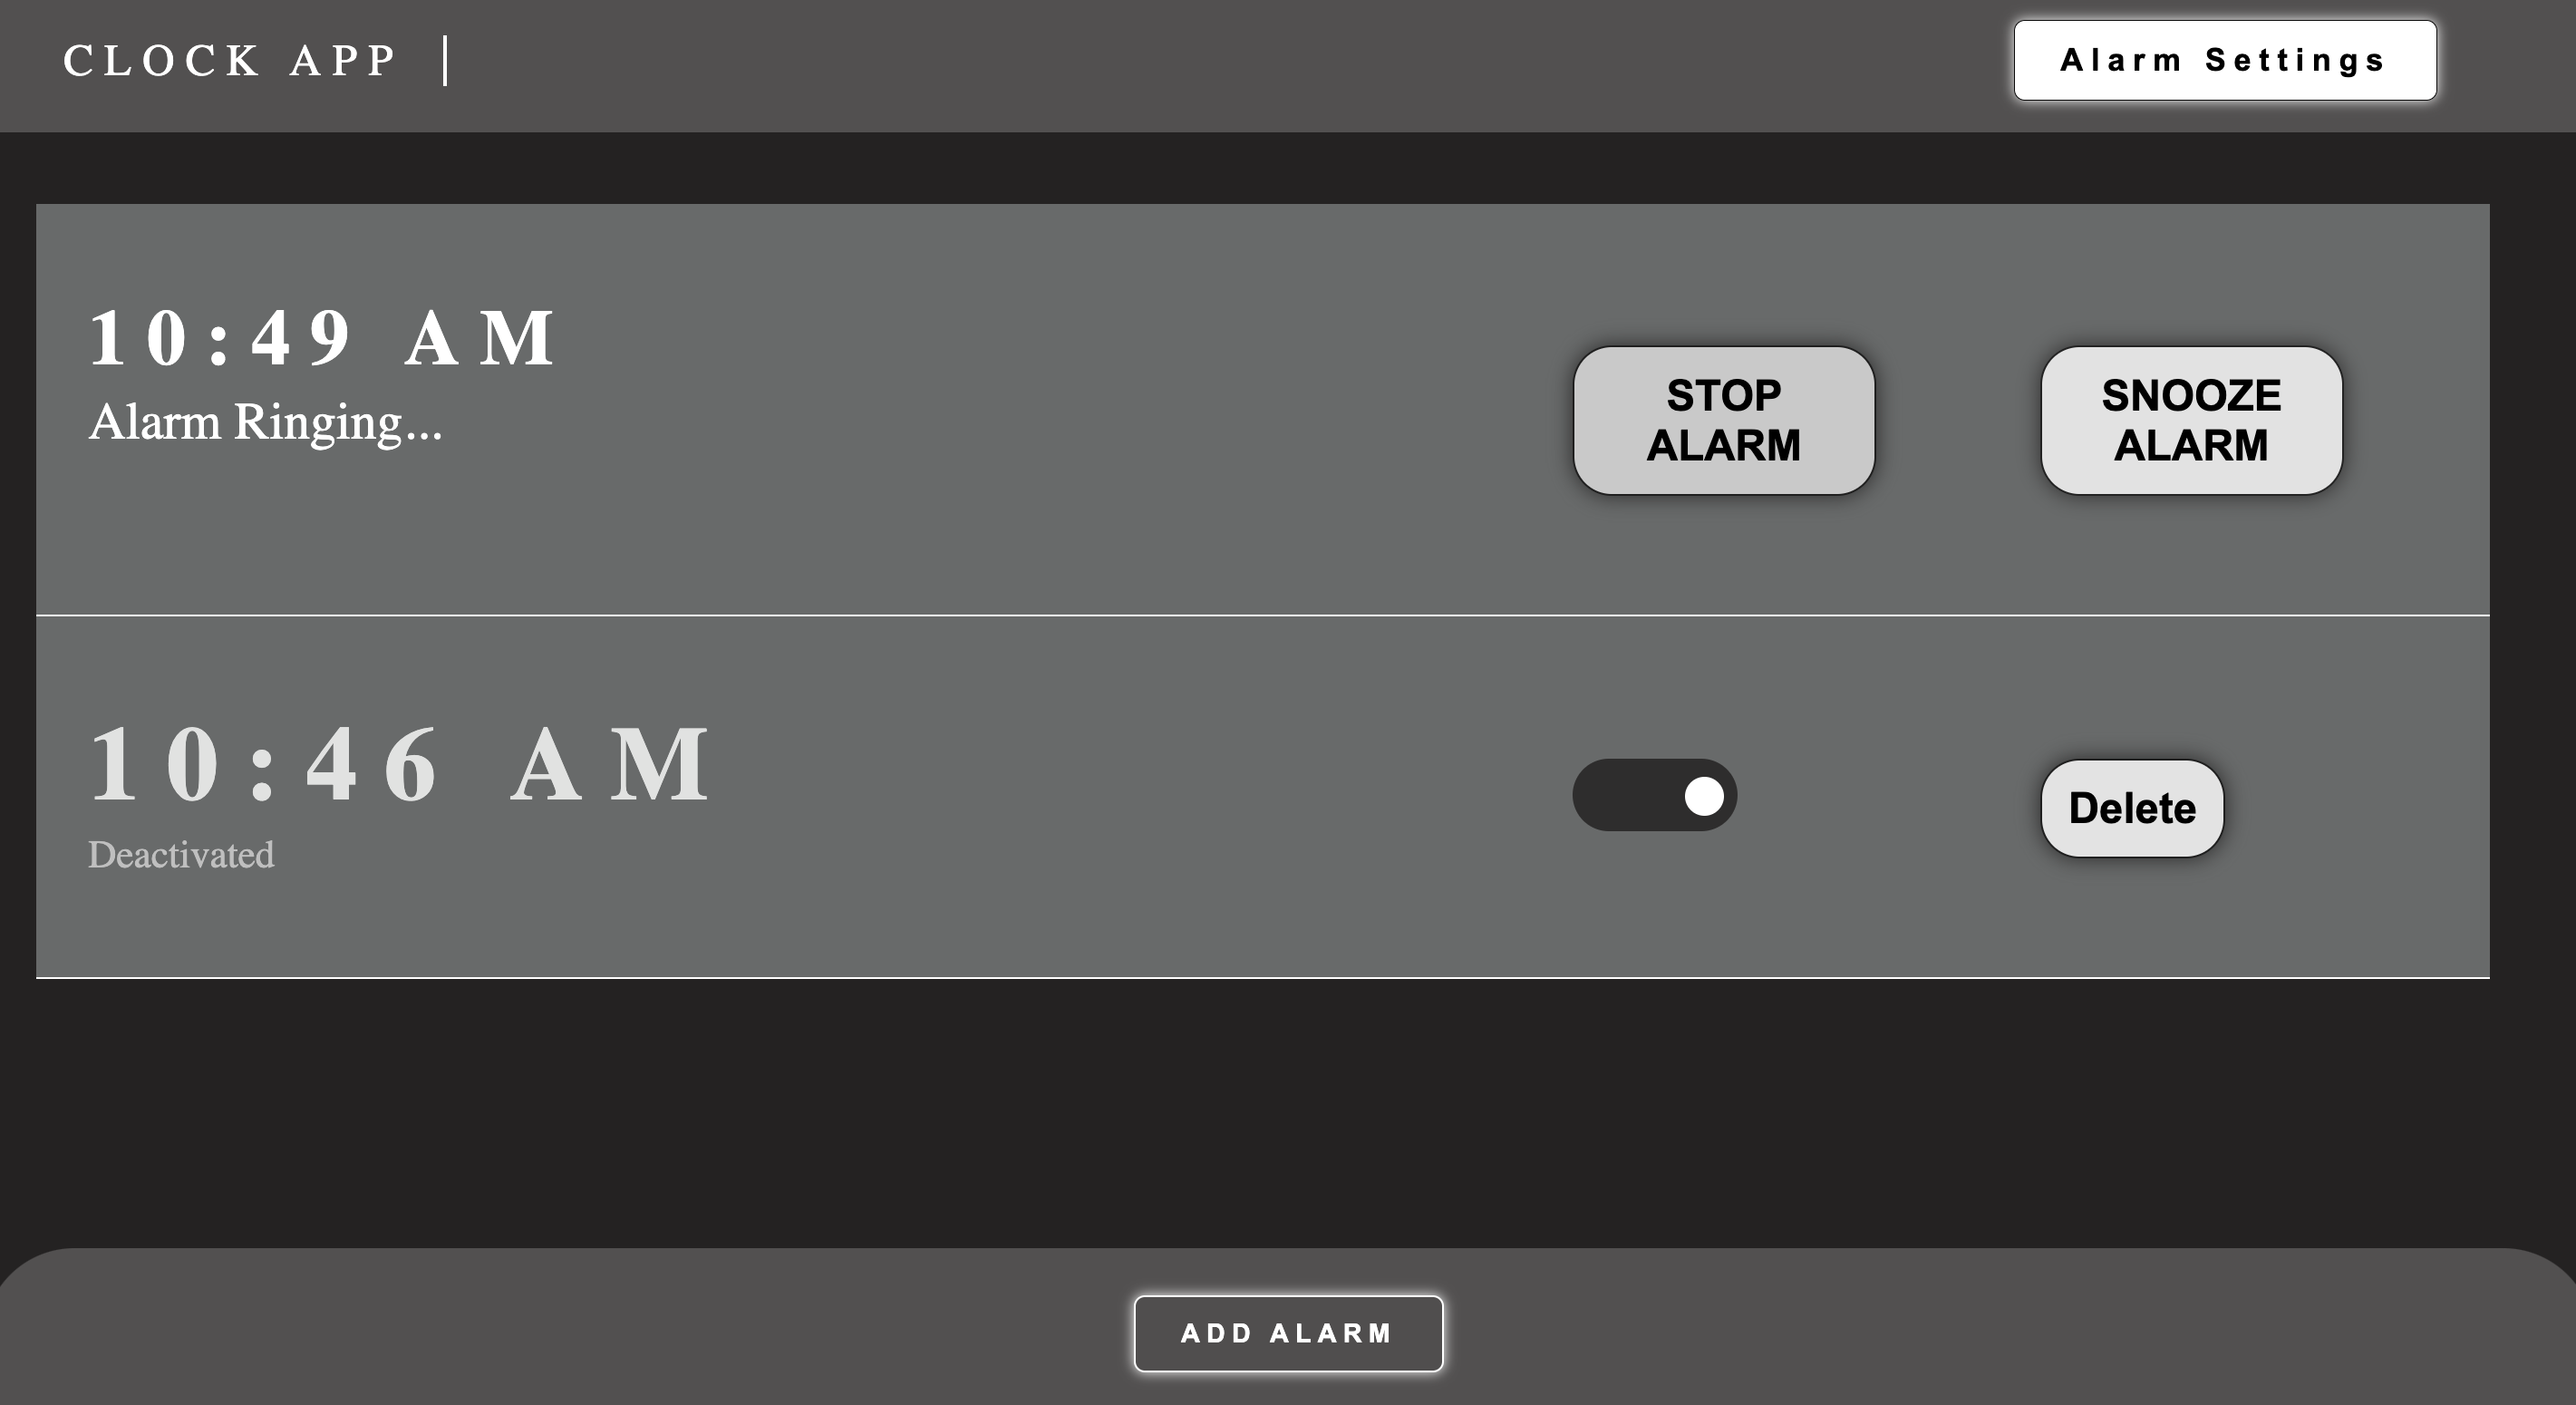 CLOCK APP
Alarm Settings
10:49 AM
Alarm Ringing...
STOP
ALARM
SNOOZE
ALARM
10:46 AM
Deactivated
Delete
ADD ALARM